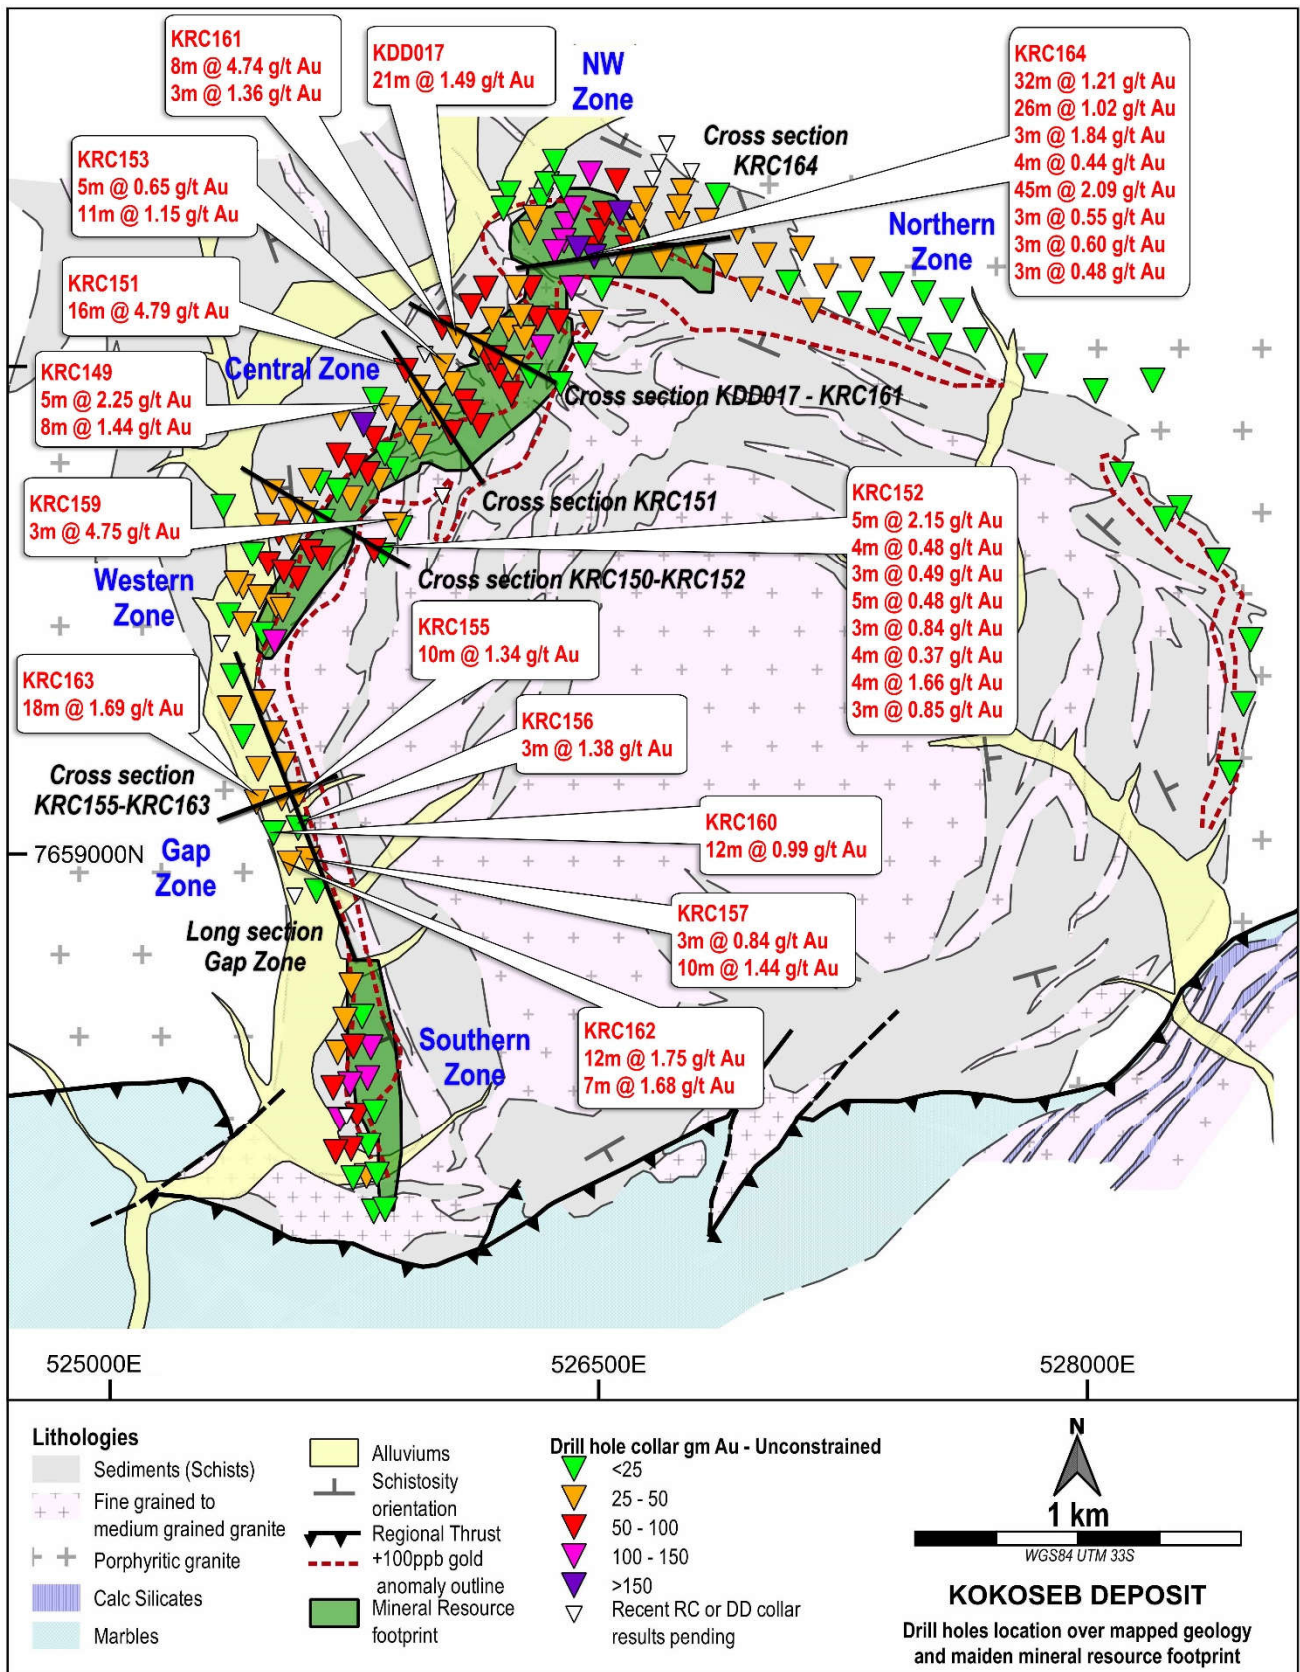 KRC161
8m @ 4.74 g/t Au
3m @ 1.36 g/t Au
KDD017
21m @ 1.49 g/t Au
NW
Zone
KRC164
32m @ 1.21 g/t Au
26m @ 1.02 g/t Au
3m @ 1.84 g/t Au
4m @ 0.44 g/t Au
45m @ 2.09 g/t Au
3m @ 0.55 g/t Au
3m @ 0.60 g/t Au
3m @ 0.48 g/t Au
Cross section
KRC164
KRC153
5m @ 0.65 g/t Au
11m @ 1.15 g/t Au
Northern
Zone
KRC151
16m @ 4.79 g/t Au
Central Zone
KRC149
5m @ 2.25 g/t Au
8m @ 1.44 g/t Au
Cross section KDD017 - KRC161
KRC159
3m @ 4.75 g/t Au
Cross section KRC151
KRC152
5m @ 2.15 g/t Au
4m @ 0.48 g/t Au
3m @ 0.49 g/t Au
5m @ 0.48 g/t Au
3m @ 0.84 g/t Au
4m @ 0.37 g/t Au
4m @ 1.66 g/t Au
3m @ 0.85 g/t Au
Western
Zone
Cross section KRC150-KRC152
KRC155
10m @ 1.34 g/t Au
KRC163
18m @ 1.69 g/t Au
KRC156
3m @ 1.38 g/t Au
Cross section
KRC155-KRC163
KRC160
12m @ 0.99 g/t Au
7659000N
Gap
Zone
KRC157
3m @ 0.84 g/t Au
10m @ 1.44 g/t Au
Long section
Gap Zone
KRC162
12m @ 1.75 g/t Au
7m @ 1.68 g/t Au
Southern
Zone
525000E
526500E
528000E
Lithologies
Sediments (Schists)
Fine grained to
medium grained granite
Porphyritic granite
Calc Silicates
Marbles
Alluviums
Schistosity
orientation
Regional Thrust
+100ppb gold
anomaly outline
Mineral Resource
footprint
Drill hole collar gm Au - Unconstrained
<25
25 - 50
50 - 100
100 - 150
>150
Recent RC or DD collar
results pending
N
1 km
WGS84 UTM 33S
KOKOSEB DEPOSIT
Drill holes location over mapped geology
and maiden mineral resource footprint